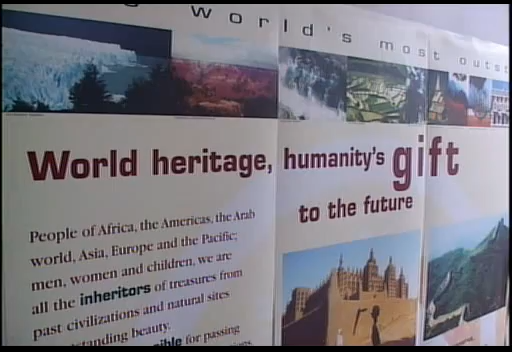 world's most outst
World heritage, humanity's gift
to the future
People of Africa, the Americas, the Arab
world, Asia, Europe and the Pacific;
men, women and children, we are
all the inheritors of treasures from
past civilizations and natural sites
standing beauty.
for passing